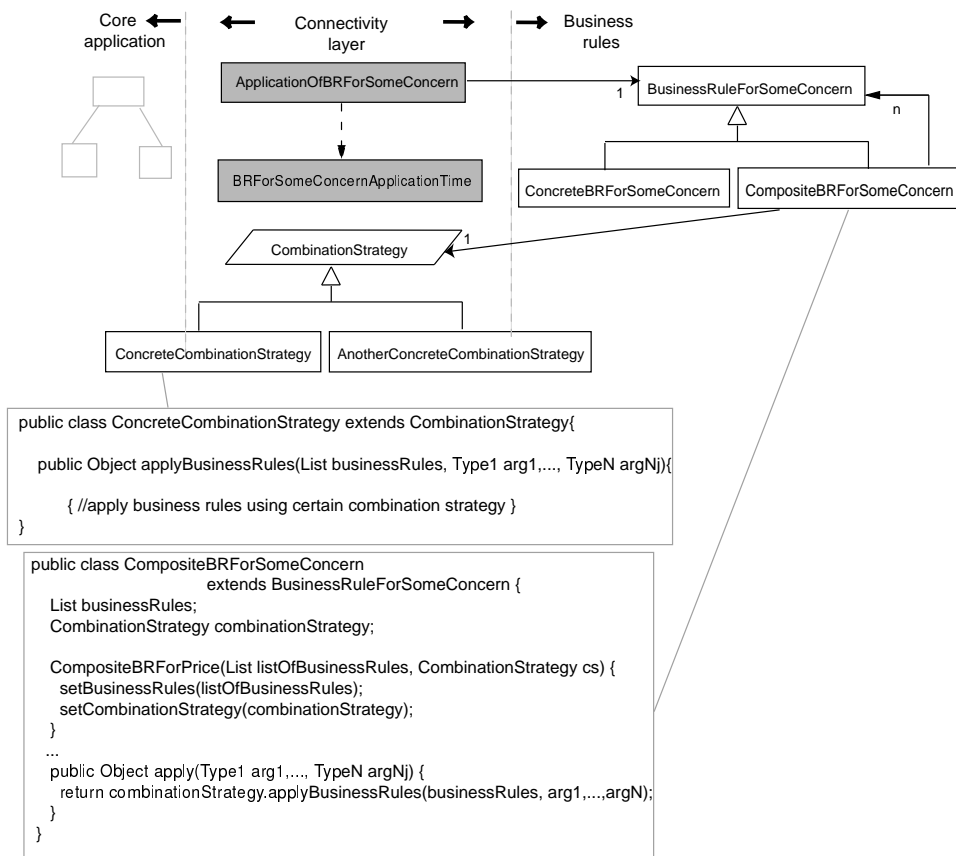 Core
application
Connectivity
layer
Business
rules
ApplicationOfBRForSomeConcern
1
BusinessRuleForSomeConcern
n
BRForSomeConcernApplicationTime
ConcreteBRForSomeConcern
CompositeBRForSomeConcern
CombinationStrategy
1
ConcreteCombinationStrategy
AnotherConcreteCombinationStrategy
public class ConcreteCombinationStrategy extends CombinationStrategy{
public Object applyBusinessRules(List businessRules, Type1 arg1,..., TypeN argNj){
{ //apply business rules using certain combination strategy }
}
public class CompositeBRForSomeConcern
extends BusinessRuleForSomeConcern {
List businessRules;
CombinationStrategy combinationStrategy;
CompositeBRForPrice(List listOfBusinessRules, CombinationStrategy cs) {
setBusinessRules(listOfBusinessRules);
setCombinationStrategy(combinationStrategy);
}
...
public Object apply(Type1 arg1,..., TypeN argNj) {
return combinationStrategy.applyBusinessRules(businessRules, arg1,...,argN);
}
}